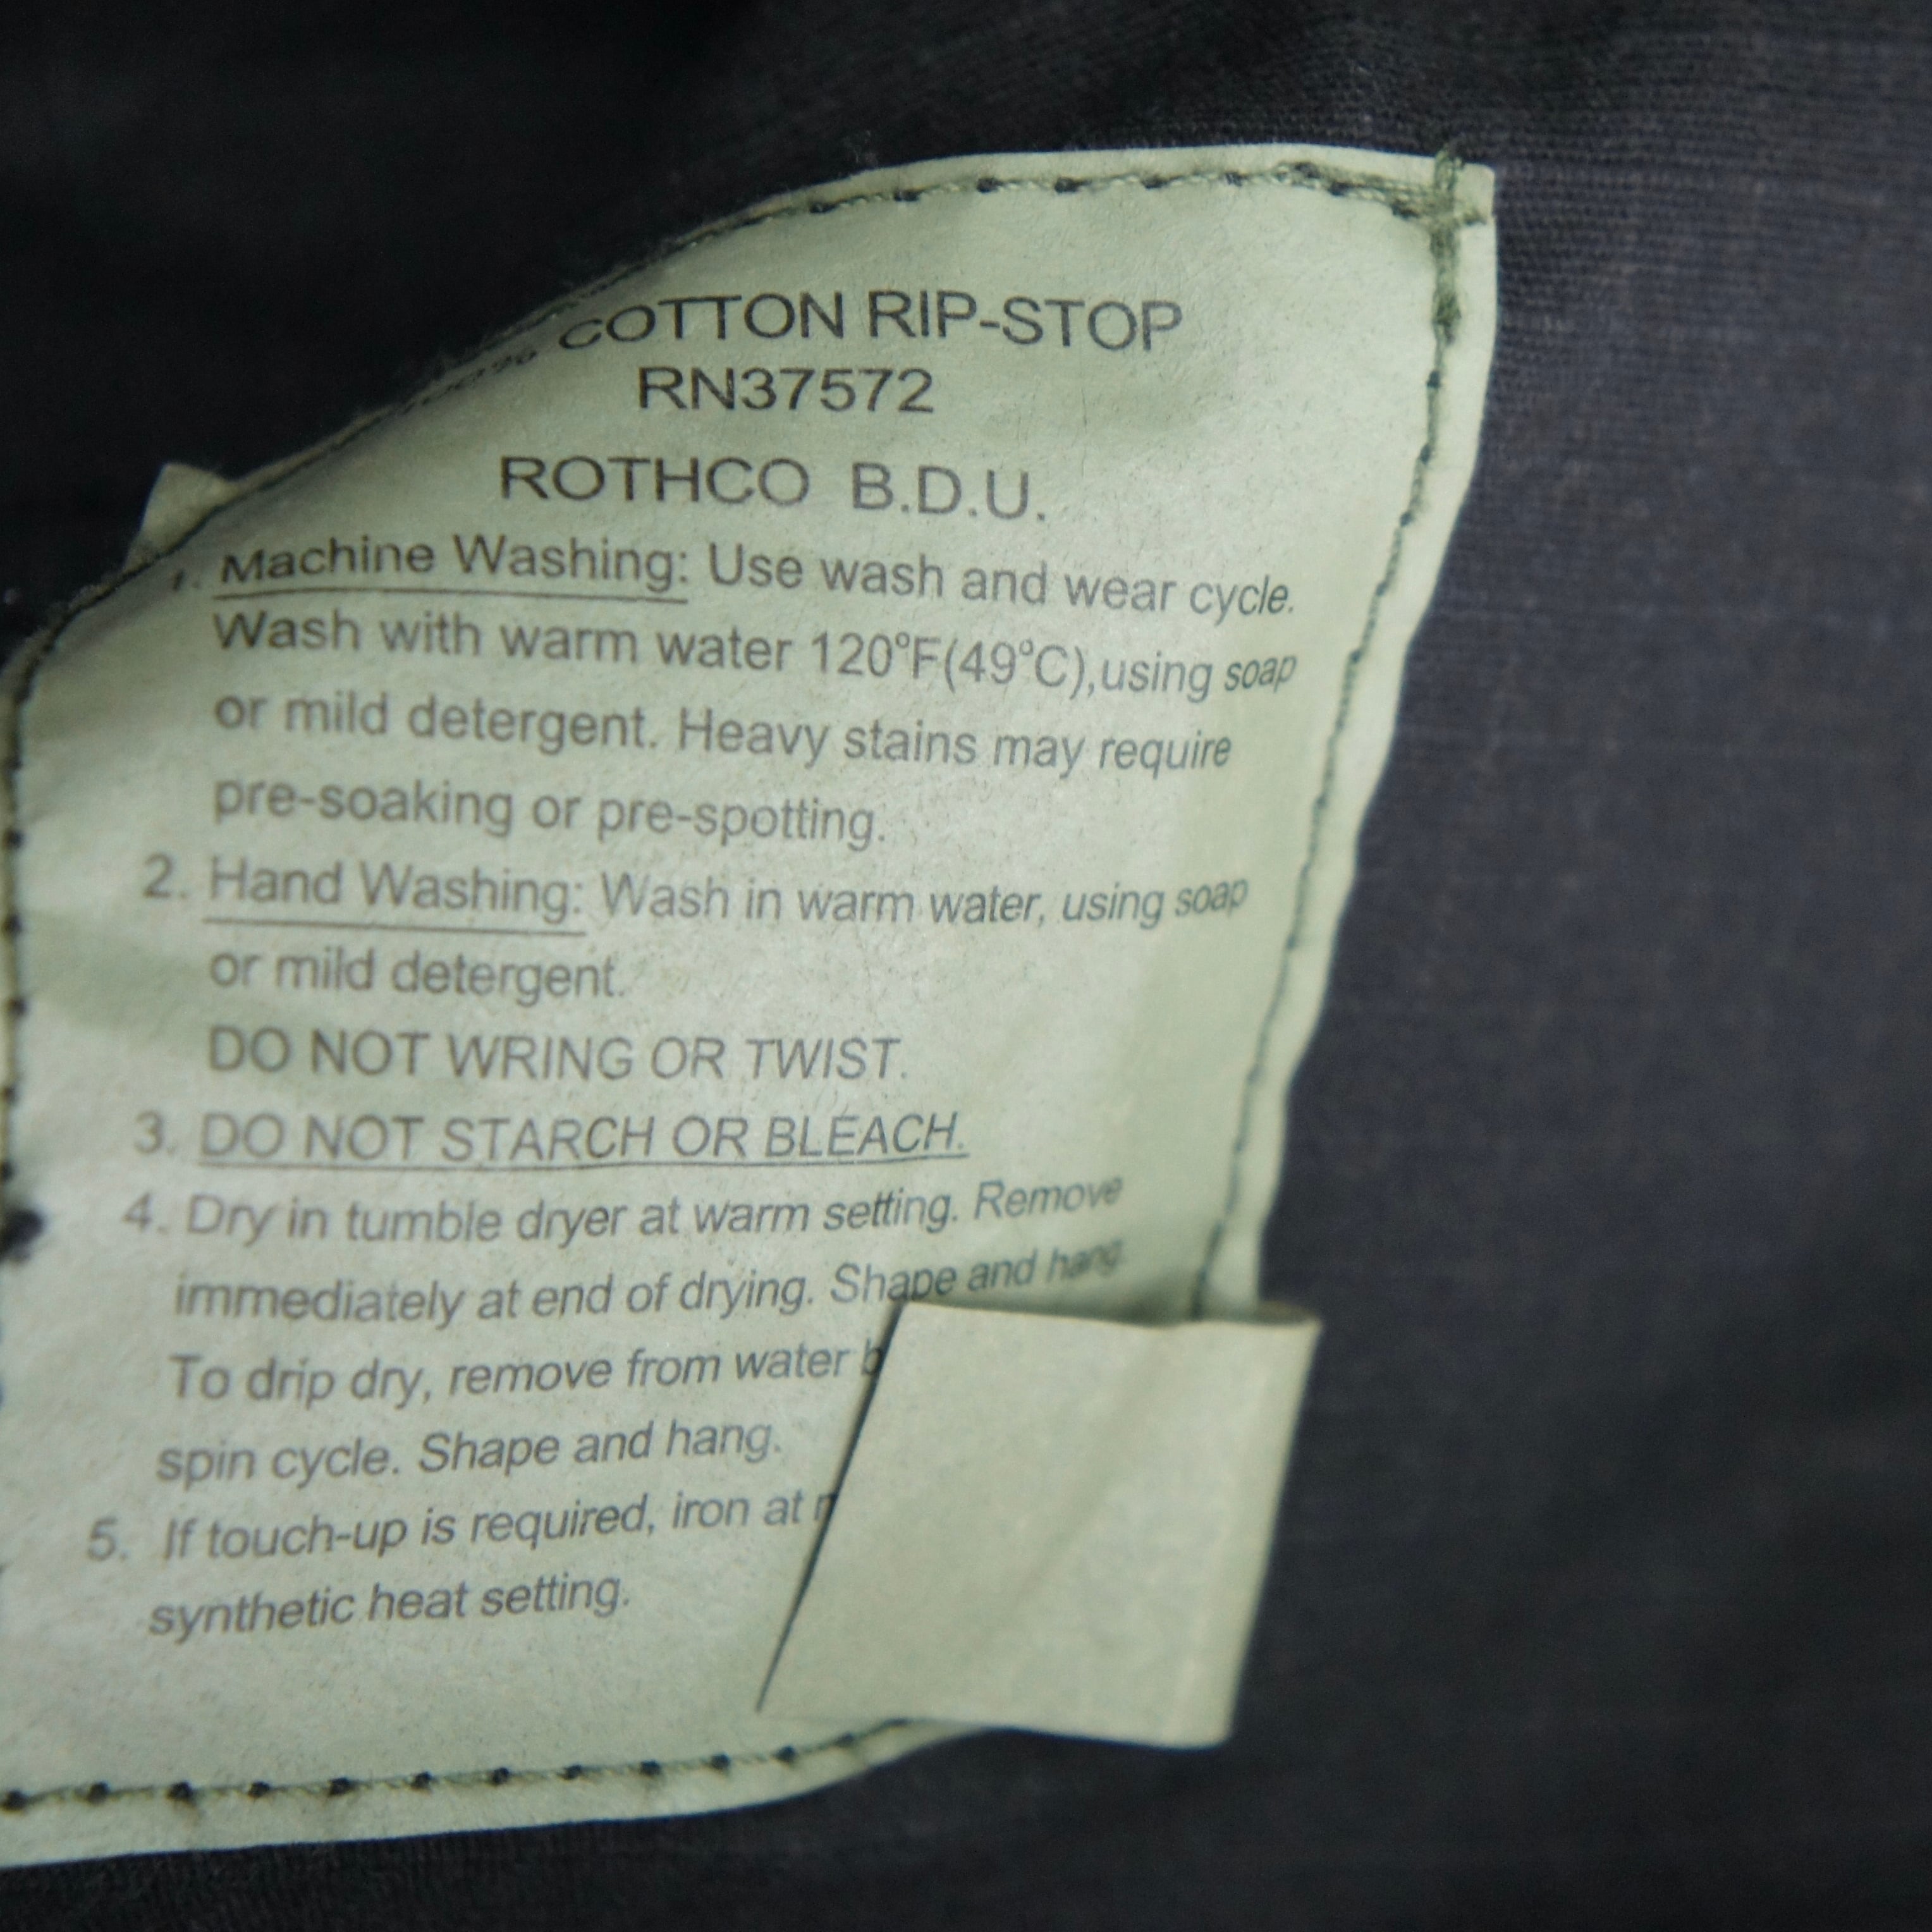 100% COTTON RIP-STOP
RN37572
ROTHCO B.D.U.
1. Machine Washing: Use wash and wear cycle.
Wash with warm water 120°F(49°C),using soap
or mild detergent. Heavy stains may require
pre-soaking or pre-spotting.
2. Hand Washing: Wash in warm water, using soap
or mild detergent.
DO NOT WRING OR TWIST.
3. DO NOT STARCH OR BLEACH.
4. Dry in tumble dryer at warm setting. Remove
immediately at end of drying. Shape and hang.
To drip dry, remove from water
spin cycle. Shape and hang.
5. If touch-up is required, iron at
synthetic heat setting.